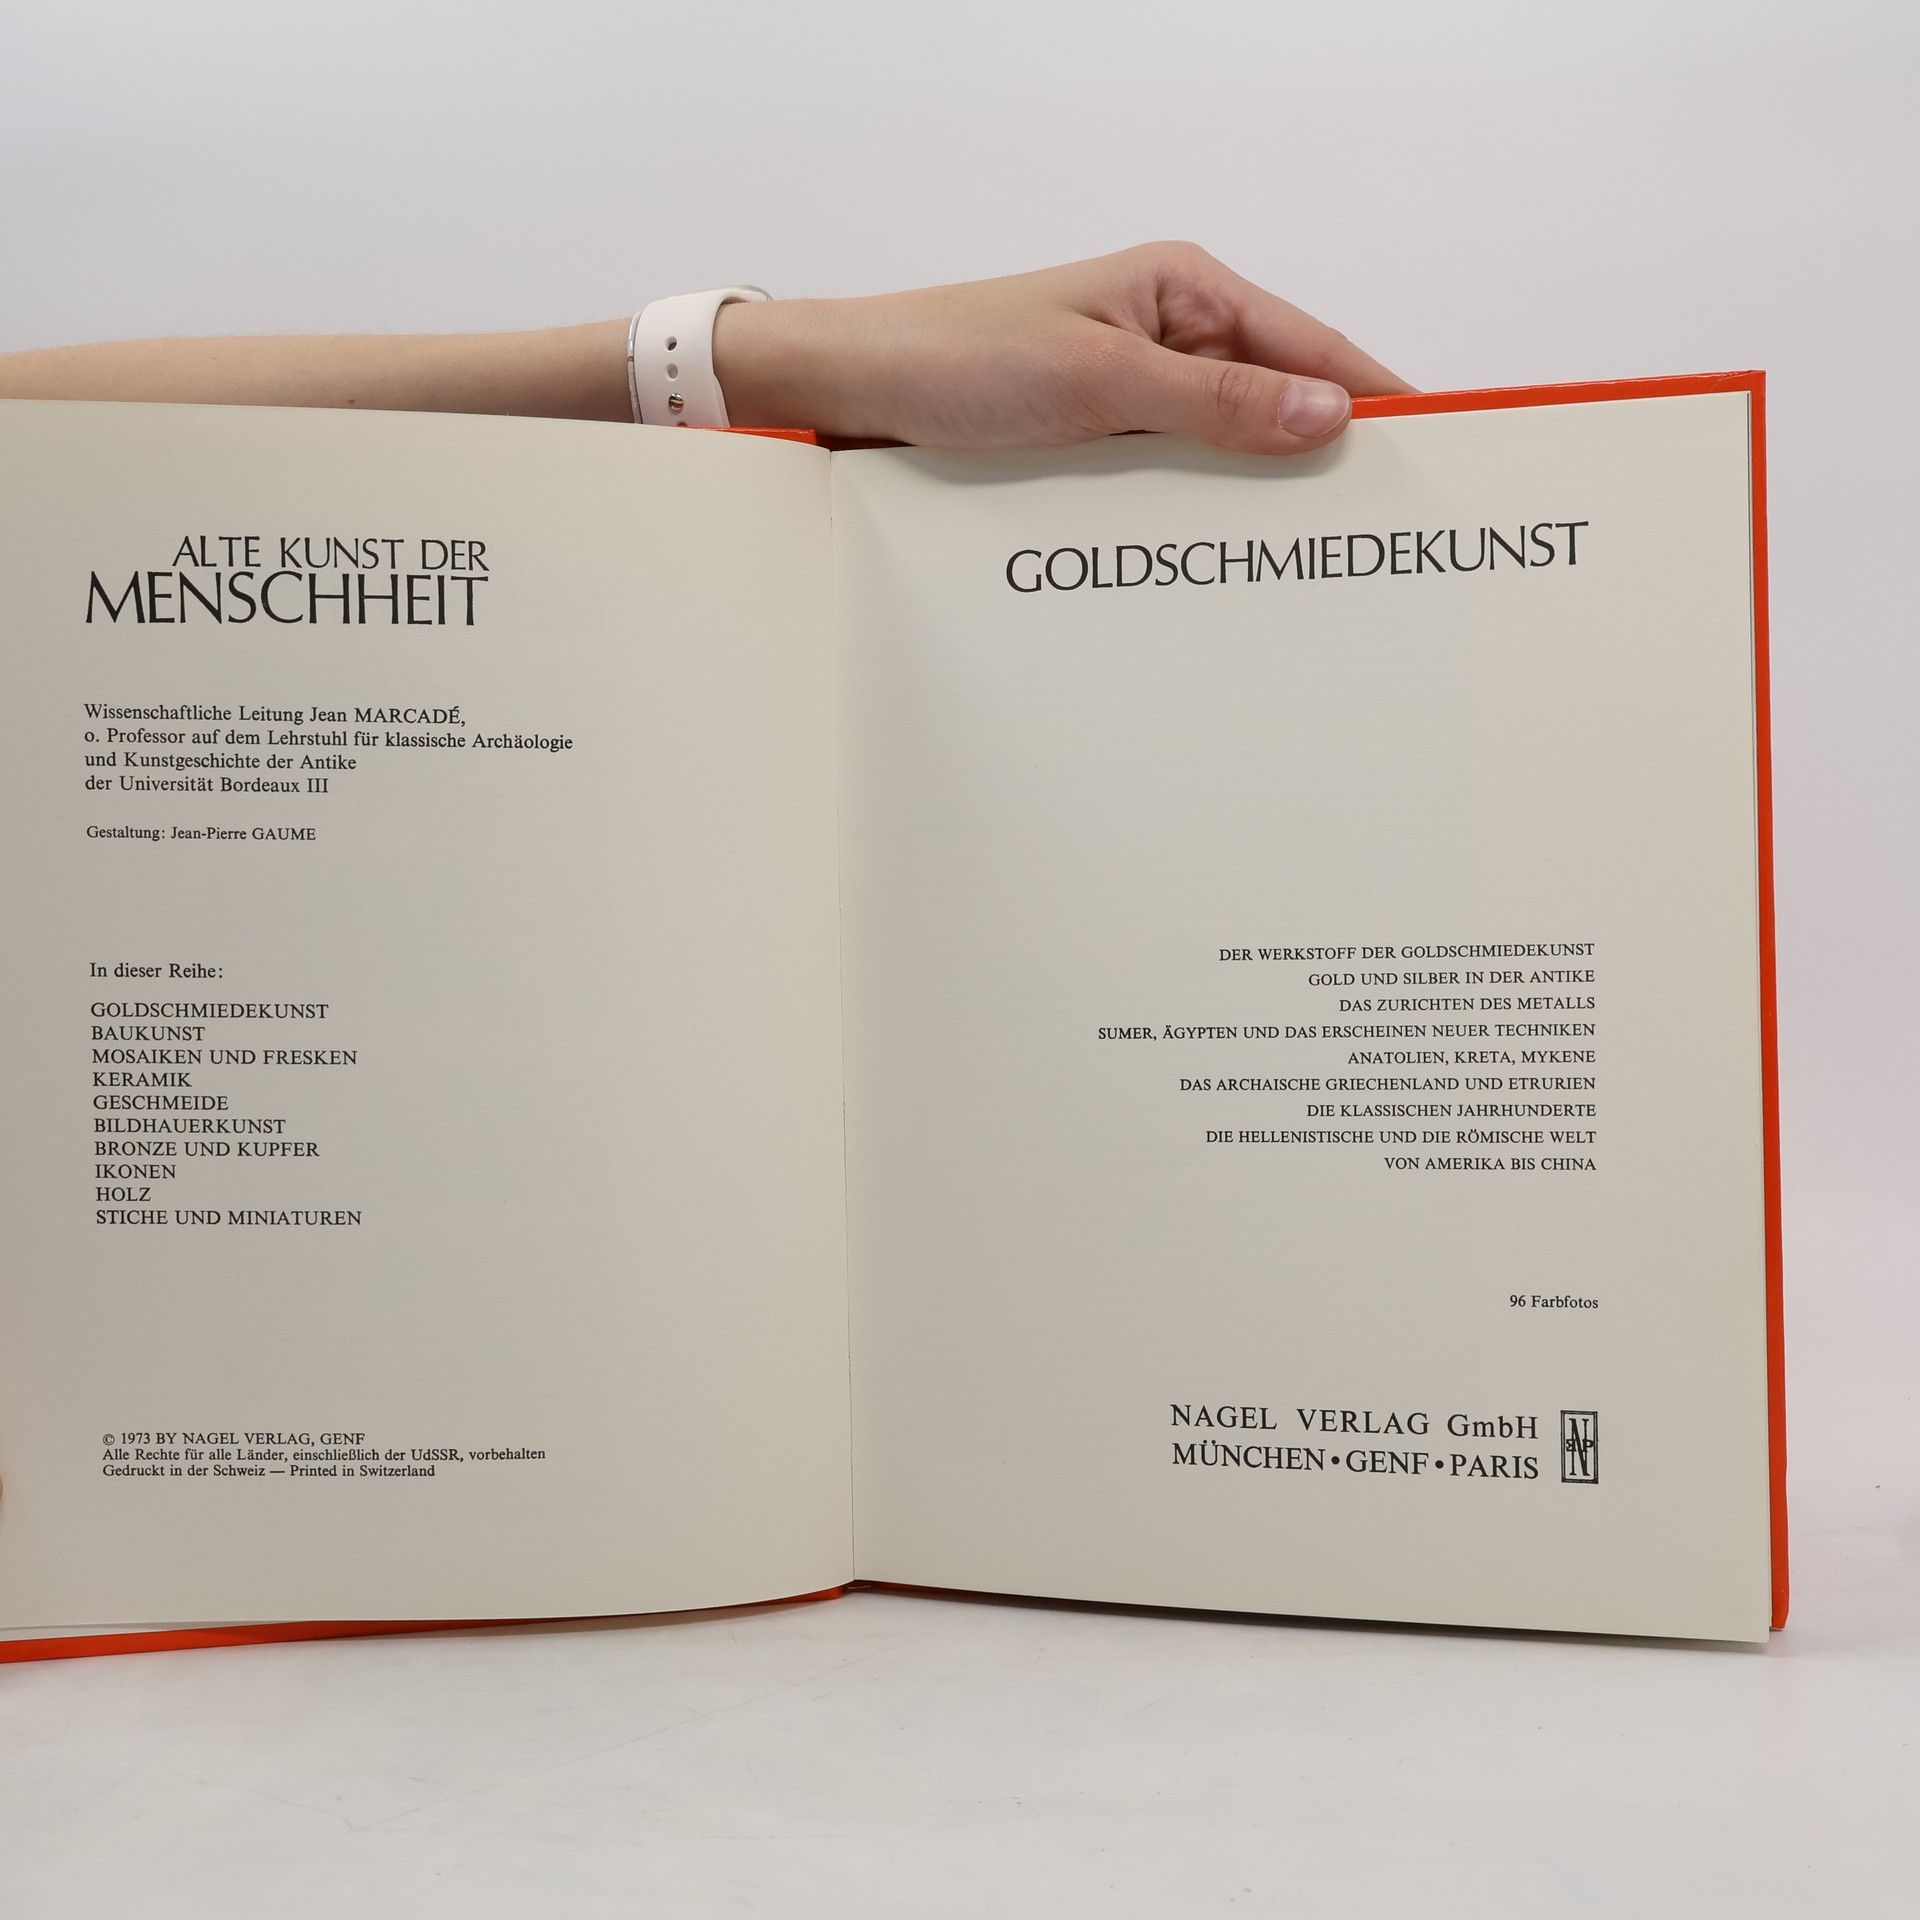 ALTE KUNST DER
MENSCHHEIT
Wissenschaftliche Leitung Jean MARCADÉ,
o. Professor auf dem Lehrstuhl für klassische Archäologie
und Kunstgeschichte der Antike
der Universität Bordeaux III
Gestaltung: Jean-Pierre GAUME
In dieser Reihe:
GOLDSCHMIEDEKUNST
BAUKUNST
MOSAIKEN UND FRESKEN
KERAMIK
GESCHMEIDE
BILDHAUERKUNST
BRONZE UND KUPFER
IKONEN
HOLZ
STICHE UND MINIATUREN
© 1973 BY NAGEL VERLAG, GENF
Alle Rechte für alle Länder, einschließlich der UdSSR, vorbehalten
Gedruckt in der Schweiz — Printed in Switzerland
GOLDSCHMIEDEKUNST
DER WERKSTOFF DER GOLDSCHMIEDEKUNST
GOLD UND SILBER IN DER ANTIKE
DAS ZURICHTEN DES METALLS
SUMER, ÄGYPTEN UND DAS ERSCHEINEN NEUER TECHNIKEN
ANATOLIEN, KRETA, MYKENE
DAS ARCHAISCHE GRIECHENLAND UND ETRURIEN
DIE KLASSISCHEN JAHRHUNDERTE
DIE HELLENISTISCHE UND DIE RÖMISCHE WELT
VON AMERIKA BIS CHINA
96 Farbfotos
NAGEL VERLAG GmbH
MÜNCHEN • GENF • PARIS